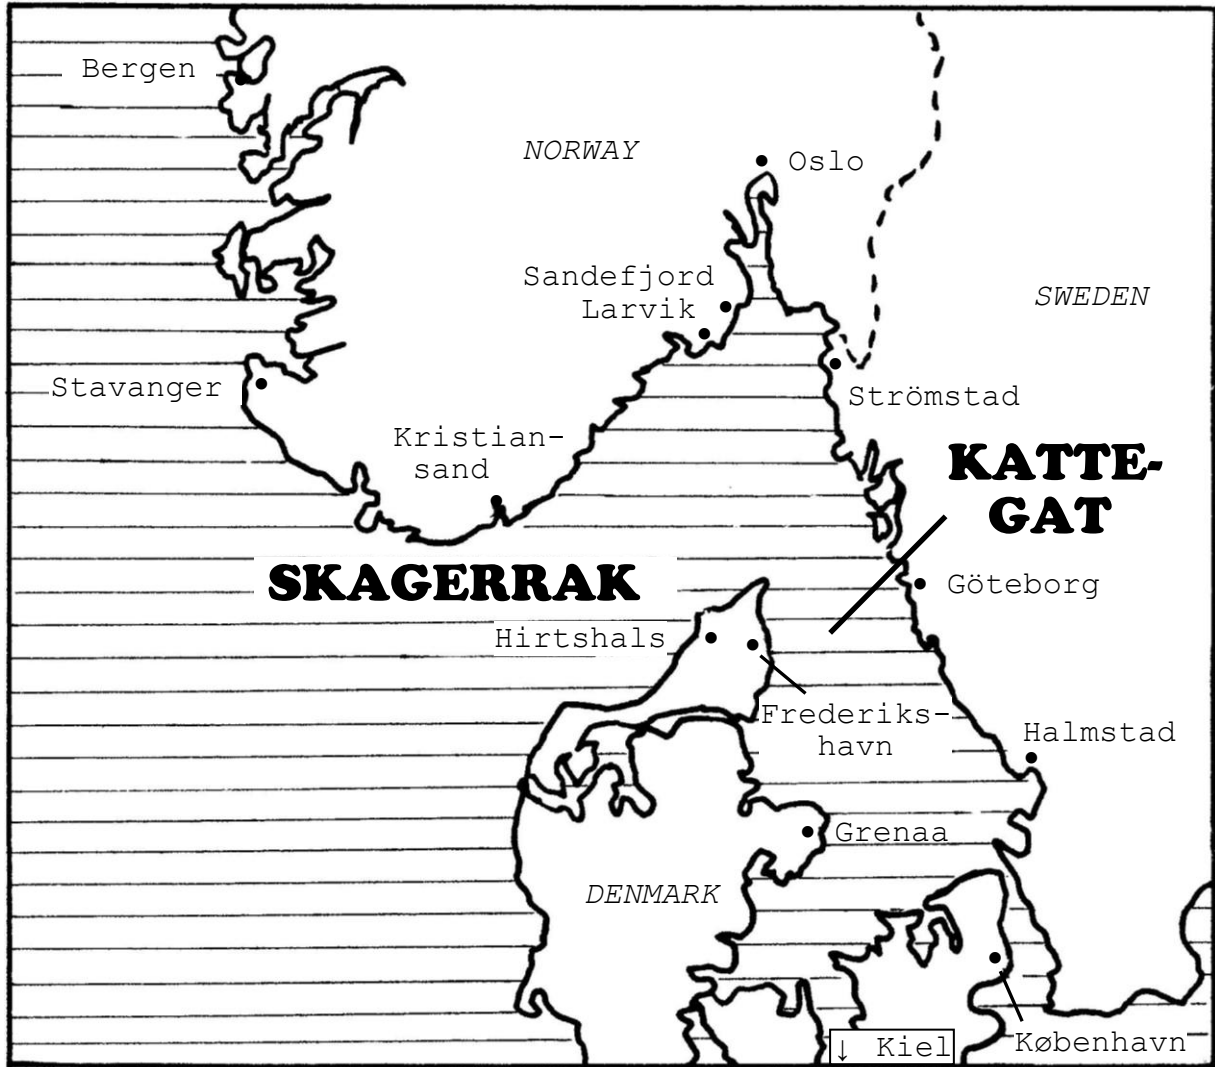 Bergen
NORWAY
Oslo
Sandefjord
Larvik
SWEDEN
Stavanger
Strömstad
Kristian-
sand
KATTE-
GAT
SKAGERRAK
Göteborg
Hirtshals
Frederiks-
havn
Halmstad
Grenaa
DENMARK
København
↓ Kiel